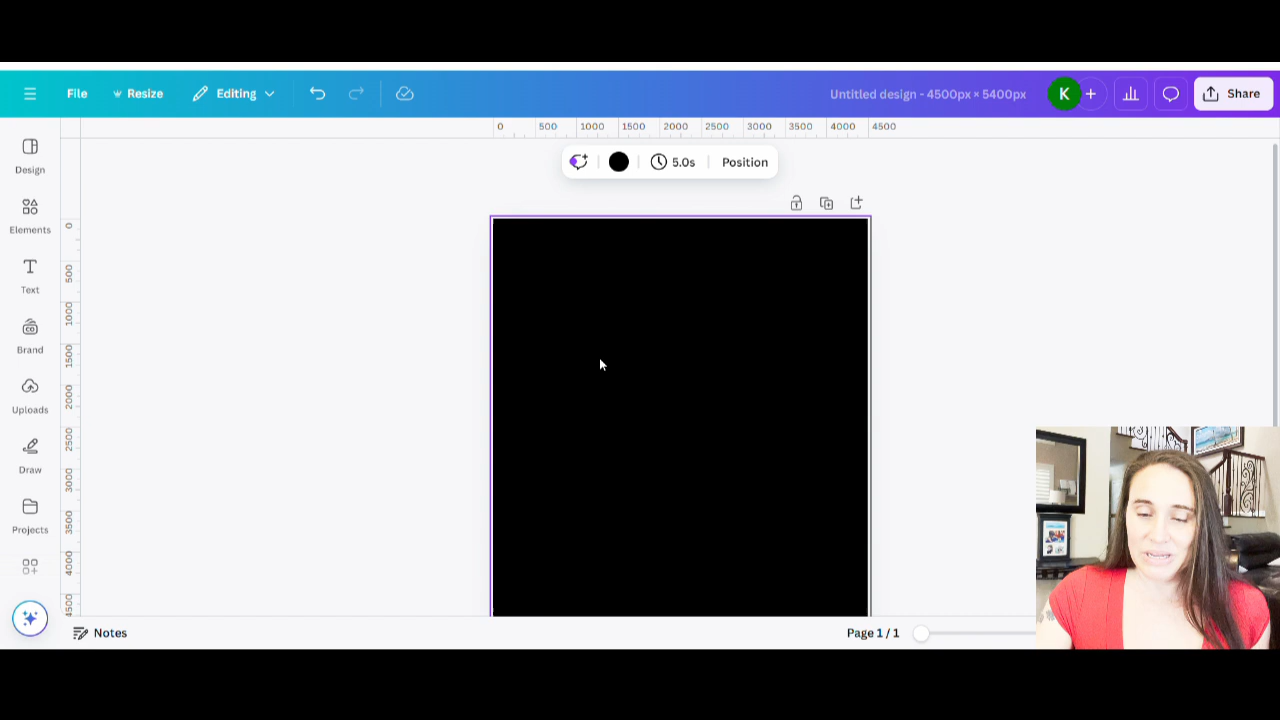 File
Resize
Editing
Untitled design - 4500px × 5400px
K
Share
0 500 1000 1500 2000 2500 3000 3500 4000 4500
5.0s
Position
Design
Elements
Text
Brand
Uploads
Draw
Projects
0
500
1000
1500
2000
2500
3000
3500
4000
4500
Notes
Page 1 / 1